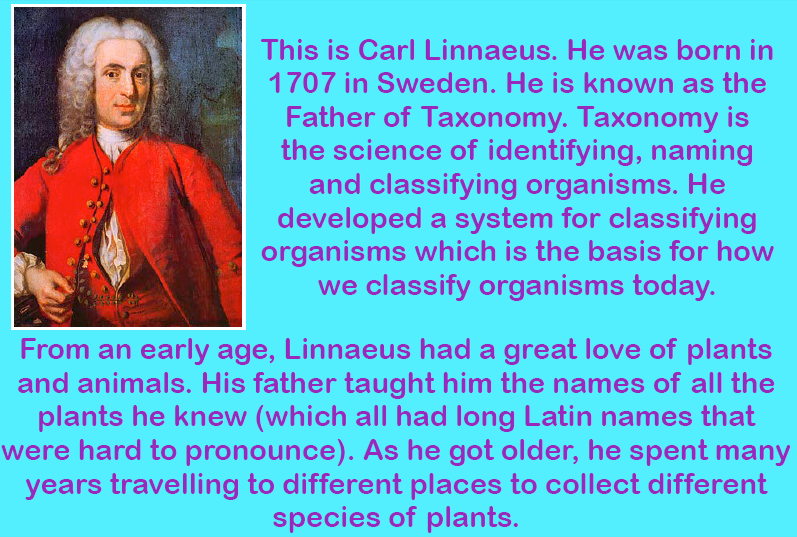 This is Carl Linnaeus. He was born in
1707 in Sweden. He is known as the
Father of Taxonomy. Taxonomy is
the science of identifying, naming
and classifying organisms. He
developed a system for classifying
organisms which is the basis for how
we classify organisms today.
From an early age, Linnaeus had a great love of plants
and animals. His father taught him the names of all the
plants he knew (which all had long Latin names that
were hard to pronounce). As he got older, he spent many
years travelling to different places to collect different
species of plants.